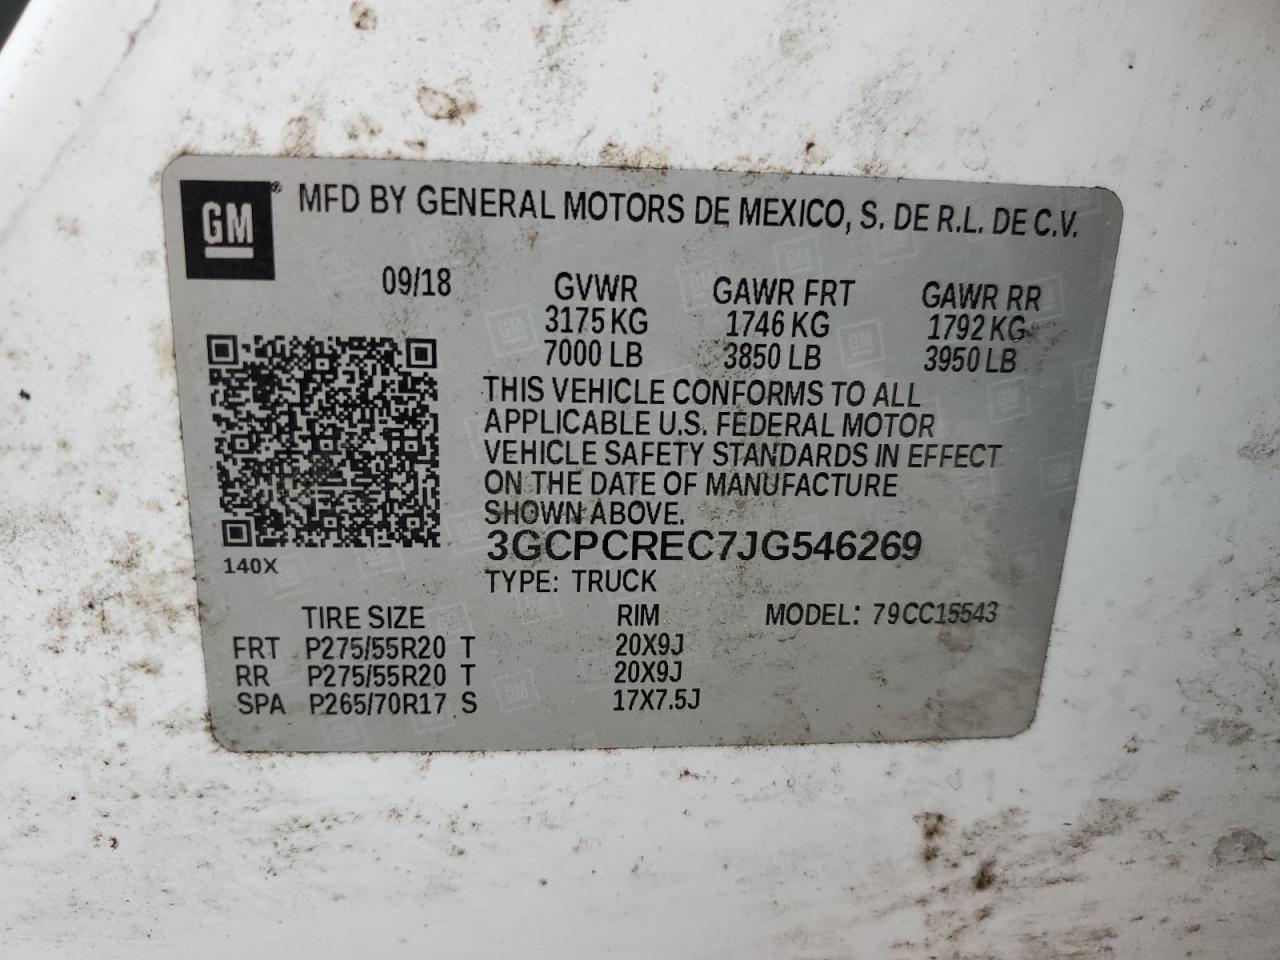 GM ® MFD BY GENERAL MOTORS DE MEXICO, S. DE R.L. DE C.V.
09/18 GVWR GAWR FRT GAWR RR
3175 KG 1746 KG 1792 KG
7000 LB 3850 LB 3950 LB
THIS VEHICLE CONFORMS TO ALL
APPLICABLE U.S. FEDERAL MOTOR
VEHICLE SAFETY STANDARDS IN EFFECT
ON THE DATE OF MANUFACTURE
SHOWN ABOVE.
3GCPCREC7JG546269
140X
TYPE: TRUCK
TIRE SIZE RIM MODEL: 79CC15543
FRT P275/55R20 T 20X9J
RR P275/55R20 T 20X9J
SPA P265/70R17 S 17X7.5J